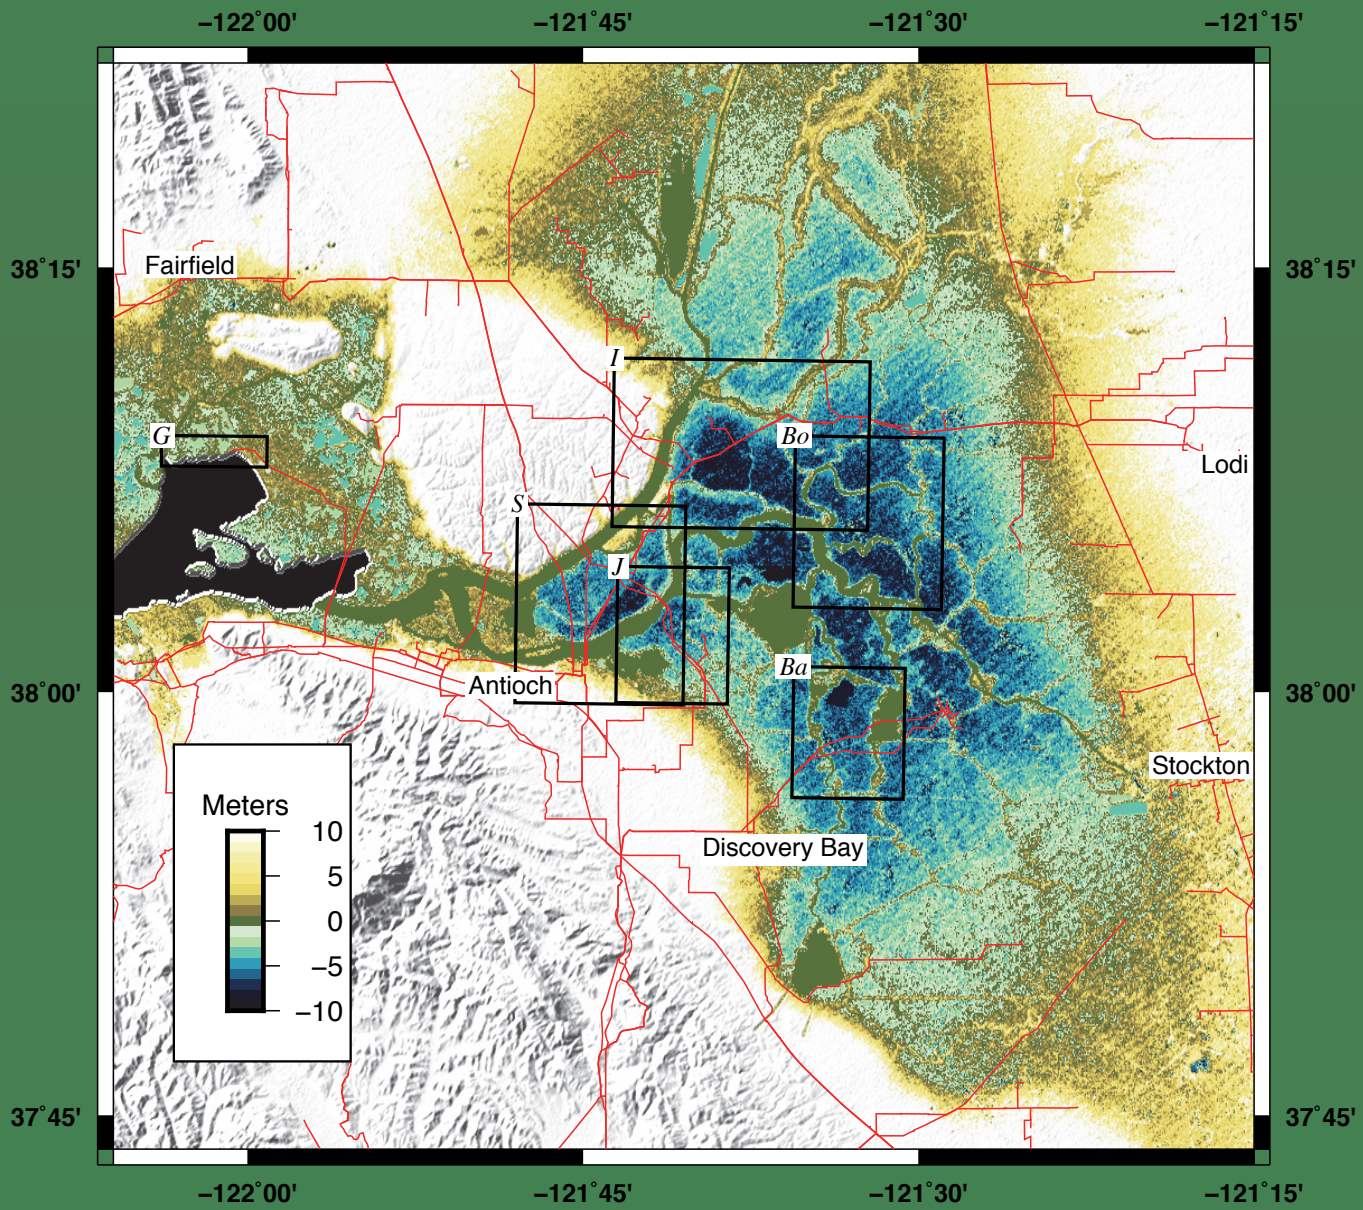 −122˚00' −121˚45' −121˚30' −121˚15'
38˚15' 38˚15'
Fairfield
I
G
Bo
Lodi
S
J
Ba
38˚00' 38˚00'
Antioch
Stockton
Meters
Discovery Bay
10
5
0
−5
−10
37˚45' 37˚45'
−122˚00' −121˚45' −121˚30' −121˚15'